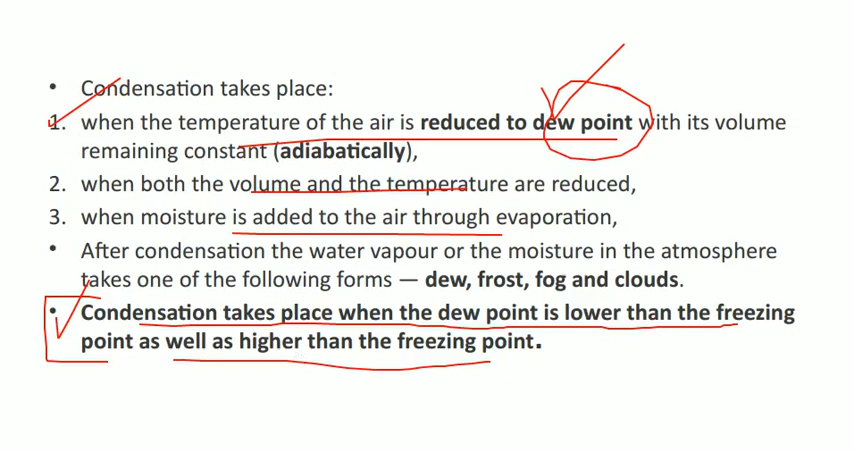 • Condensation takes place:
1. when the temperature of the air is reduced to dew point with its volume
remaining constant (adiabatically),
2. when both the volume and the temperature are reduced,
3. when moisture is added to the air through evaporation,
• After condensation the water vapour or the moisture in the atmosphere
takes one of the following forms — dew, frost, fog and clouds.
• Condensation takes place when the dew point is lower than the freezing
point as well as higher than the freezing point.